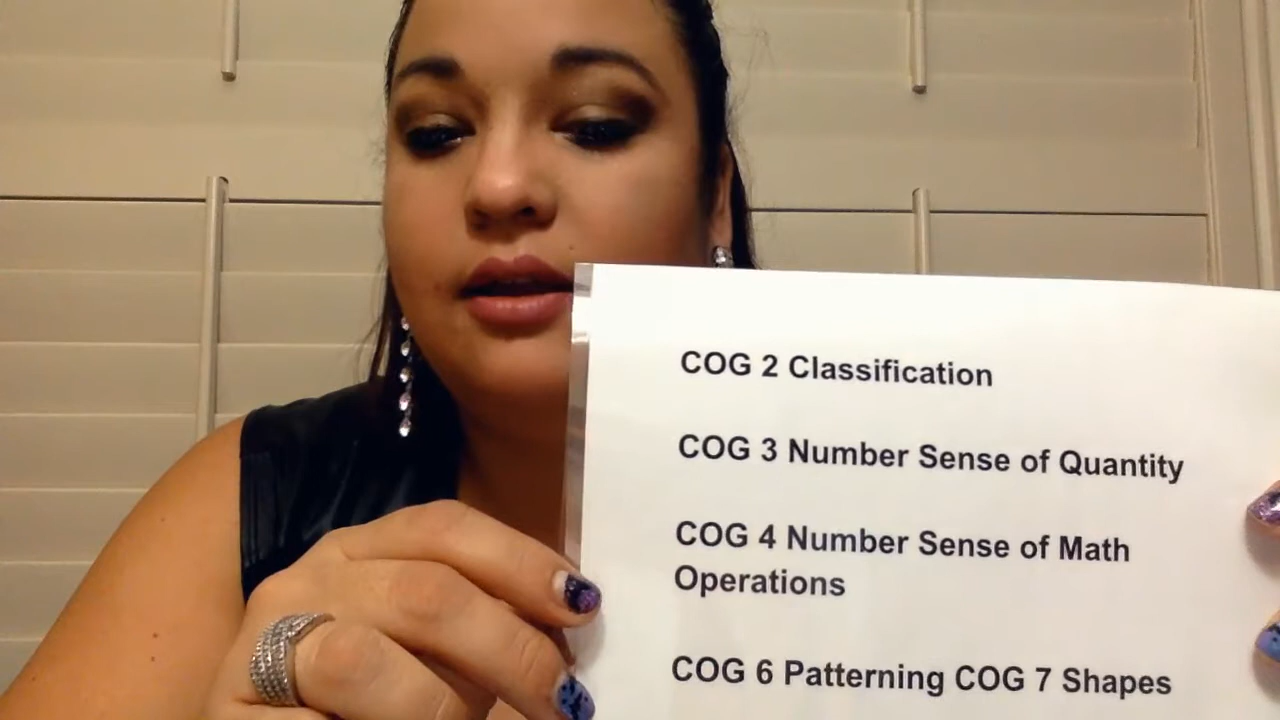 COG 2 Classification
COG 3 Number Sense of Quantity
COG 4 Number Sense of Math
Operations
COG 6 Patterning COG 7 Shapes